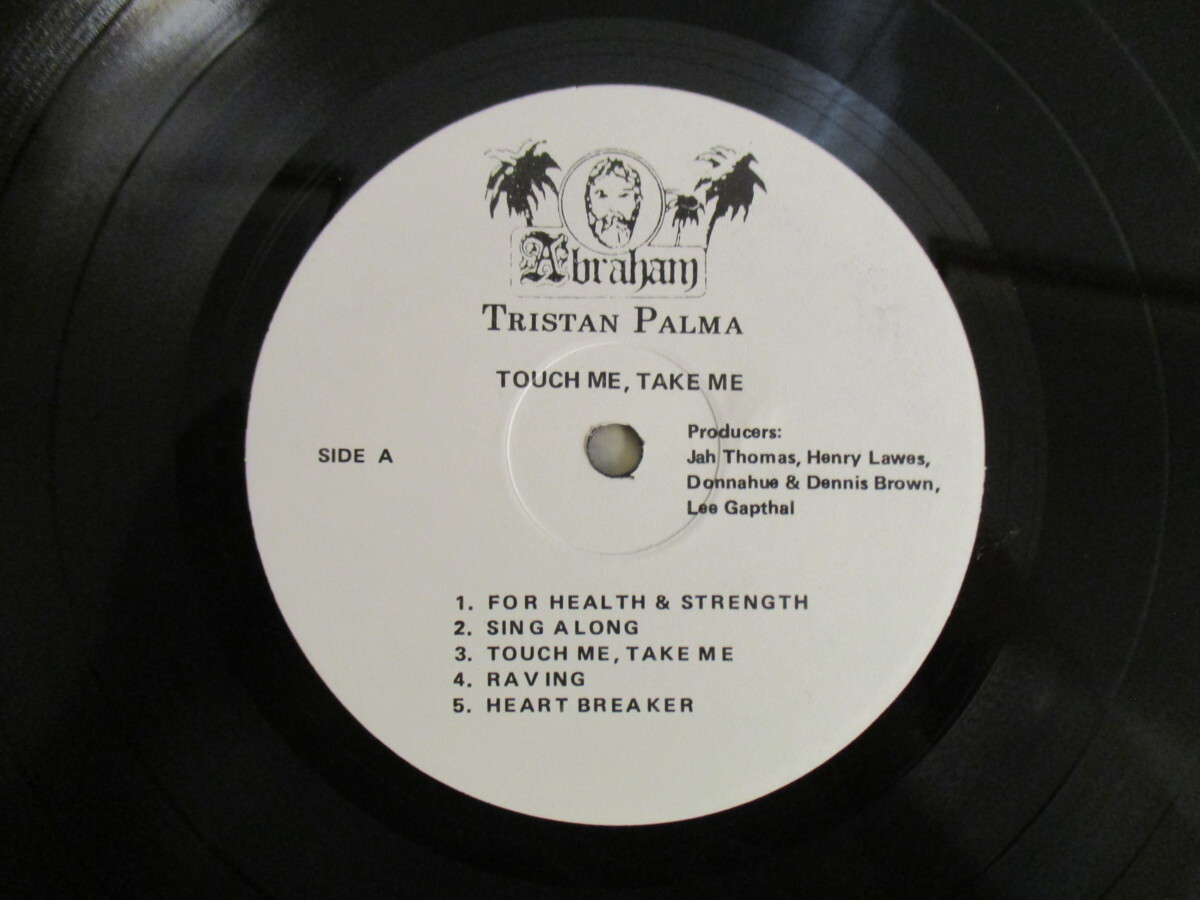 Abraham
TRISTAN PALMA
TOUCH ME, TAKE ME
SIDE A
Producers:
Jah Thomas, Henry Lawes,
Donnahue & Dennis Brown,
Lee Gapthal
1. FOR HEALTH & STRENGTH
2. SING ALONG
3. TOUCH ME, TAKE ME
4. RAVING
5. HEART BREAKER